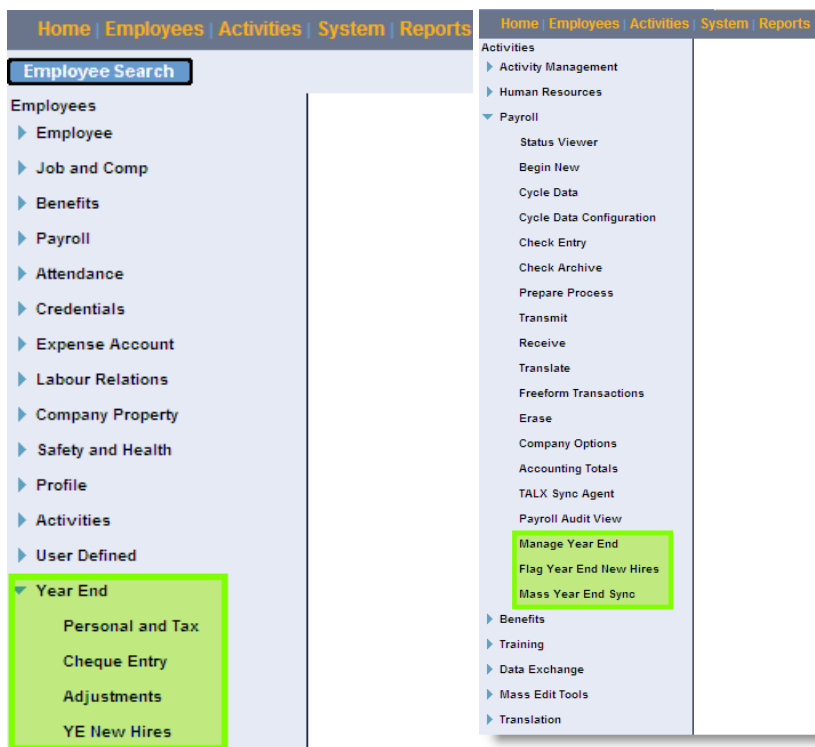 Home | Employees | Activities | System | Reports
Employee Search
Employees
Employee
Job and Comp
Benefits
Payroll
Attendance
Credentials
Expense Account
Labour Relations
Company Property
Safety and Health
Profile
Activities
User Defined
Year End
Personal and Tax
Cheque Entry
Adjustments
YE New Hires
Home | Employees | Activities | System | Reports
Activities
Activity Management
Human Resources
Payroll
Status Viewer
Begin New
Cycle Data
Cycle Data Configuration
Check Entry
Check Archive
Prepare Process
Transmit
Receive
Translate
Freeform Transactions
Erase
Company Options
Accounting Totals
TALX Sync Agent
Payroll Audit View
Manage Year End
Flag Year End New Hires
Mass Year End Sync
Benefits
Training
Data Exchange
Mass Edit Tools
Translation